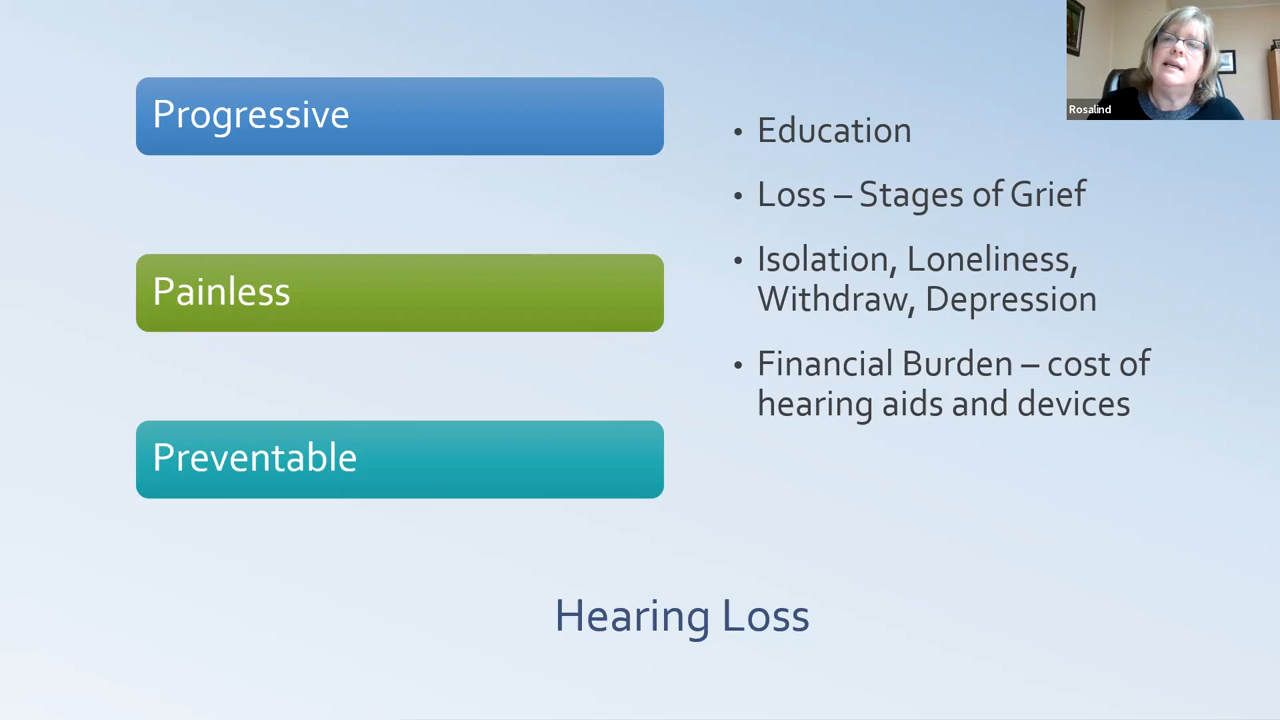 Progressive
Painless
Preventable
• Education
• Loss – Stages of Grief
• Isolation, Loneliness,
Withdraw, Depression
• Financial Burden – cost of
hearing aids and devices
Hearing Loss
Rosalind